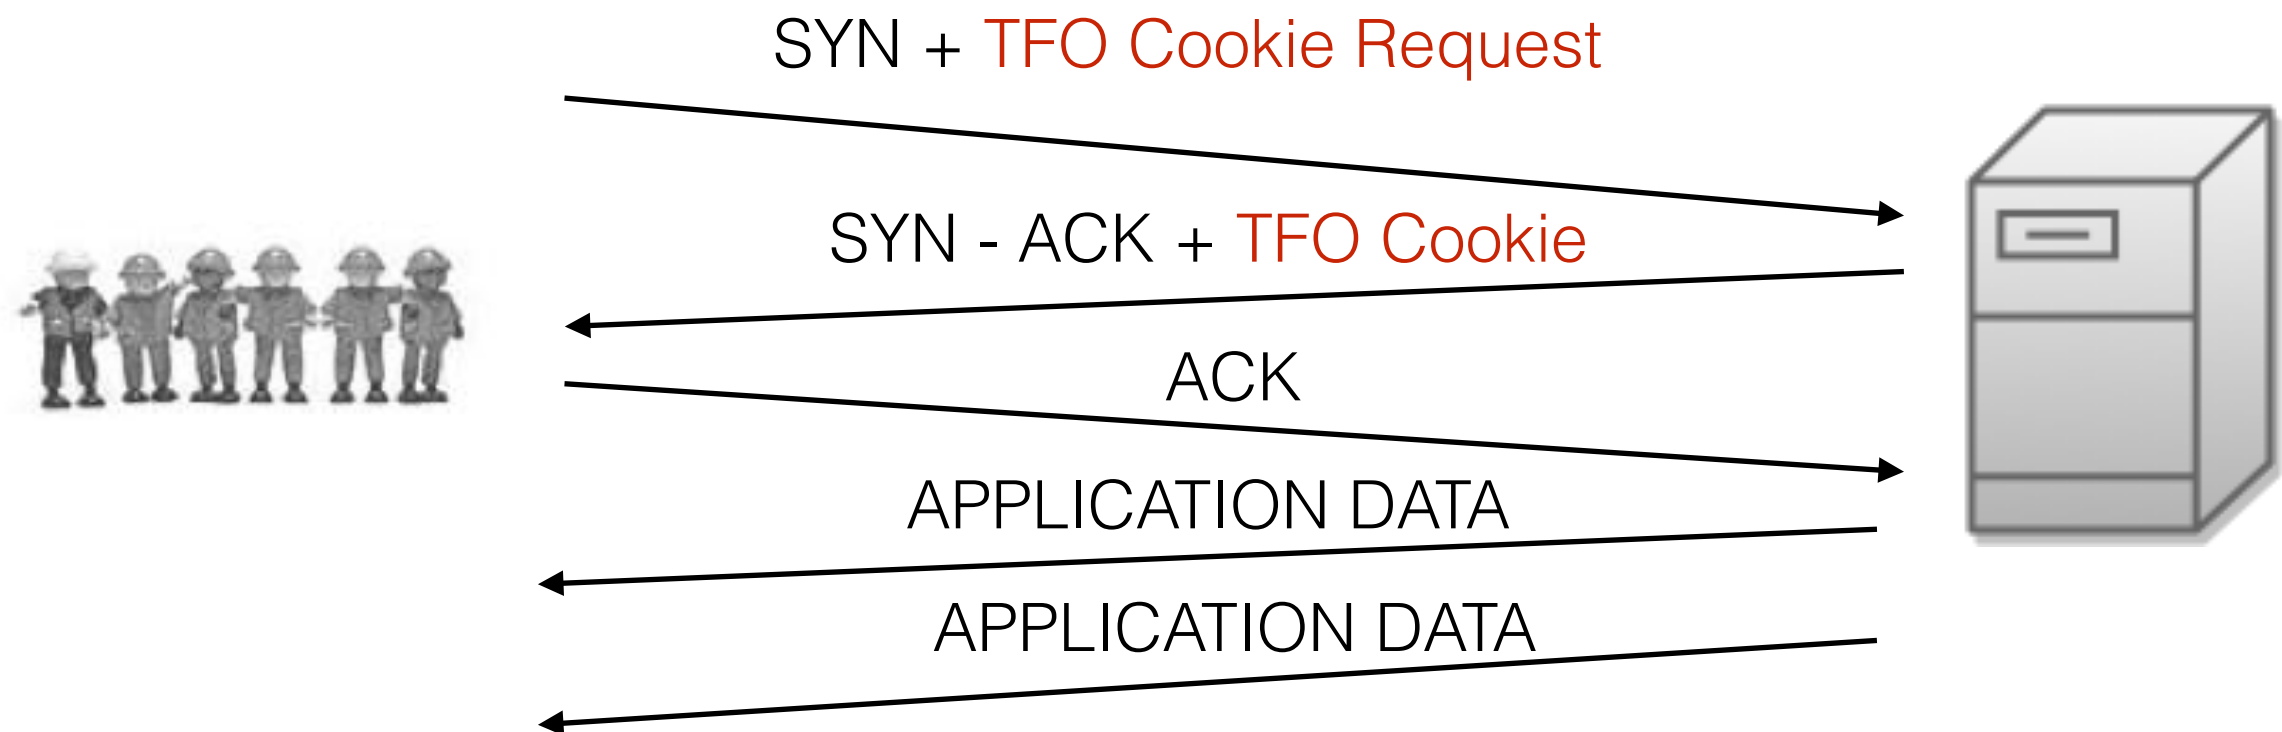 SYN + TFO Cookie Request
SYN - ACK + TFO Cookie
ACK
APPLICATION DATA
APPLICATION DATA